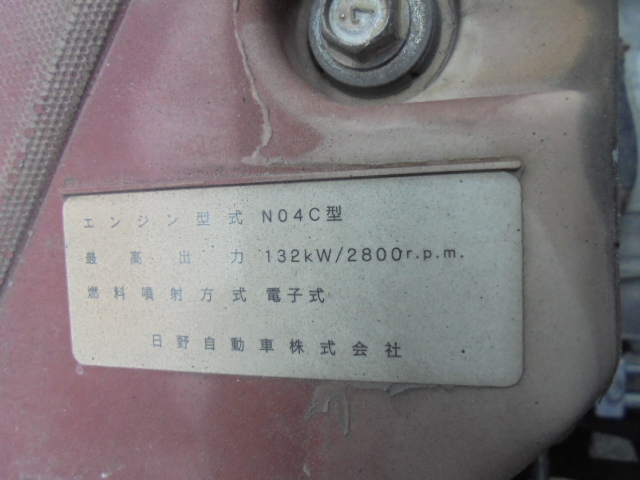 エンジン型式 N04C型
最高出力 132kW/2800r.p.m.
燃料噴射方式 電子式
日野自動車株式会社